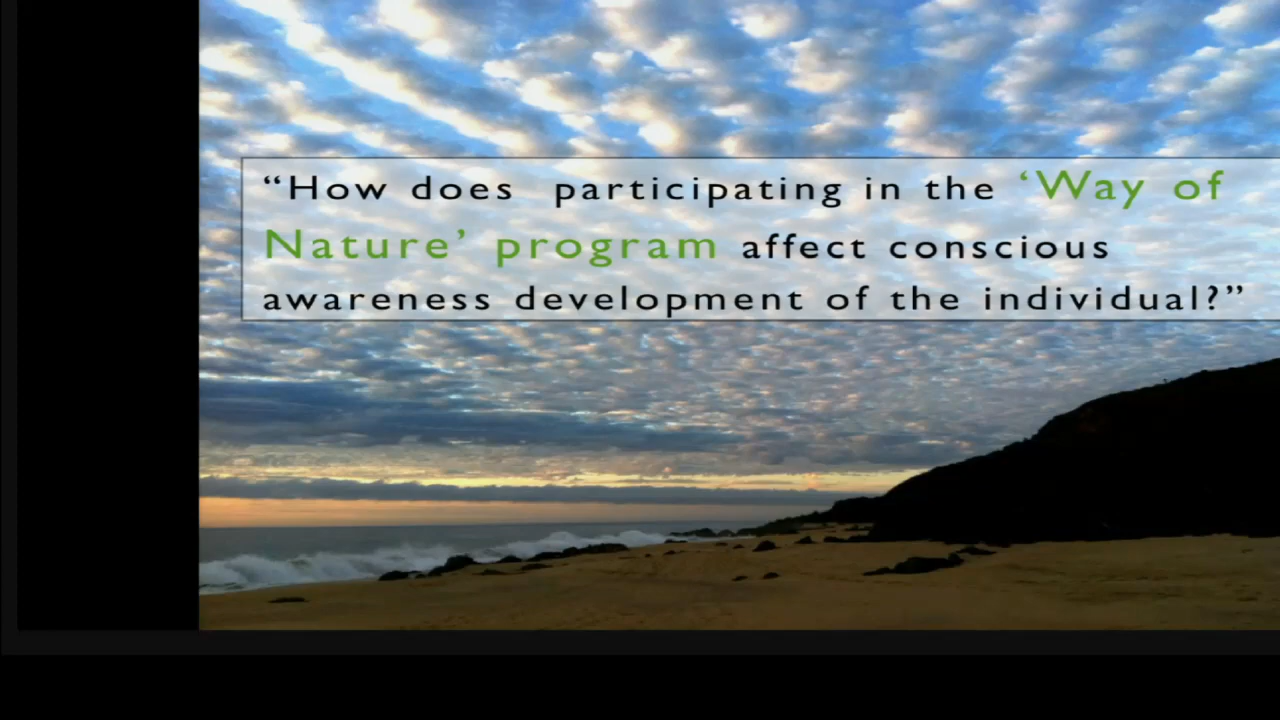 “How does participating in the ‘Way of
Nature’ program affect conscious
awareness development of the individual?”